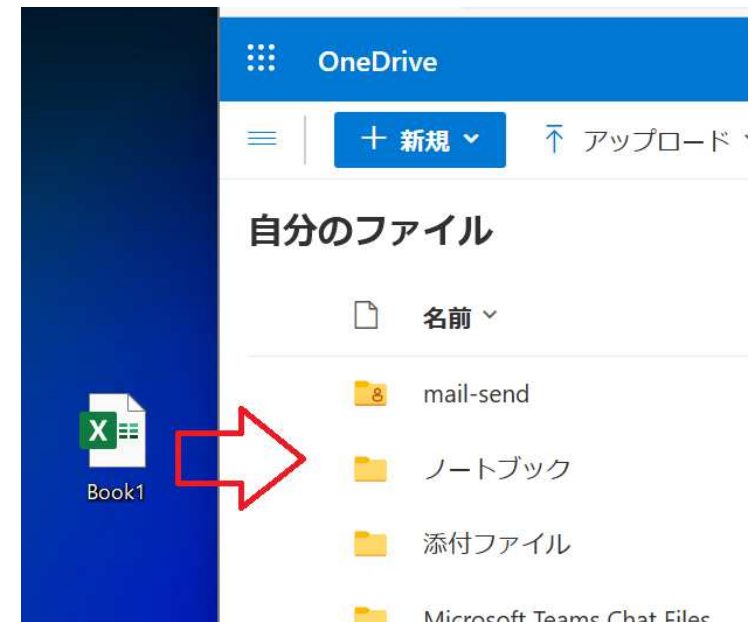 OneDrive
新規
アップロード
自分のファイル
名前
mail-send
Book1
ノートブック
添付ファイル
Microsoft Teams Chat Files